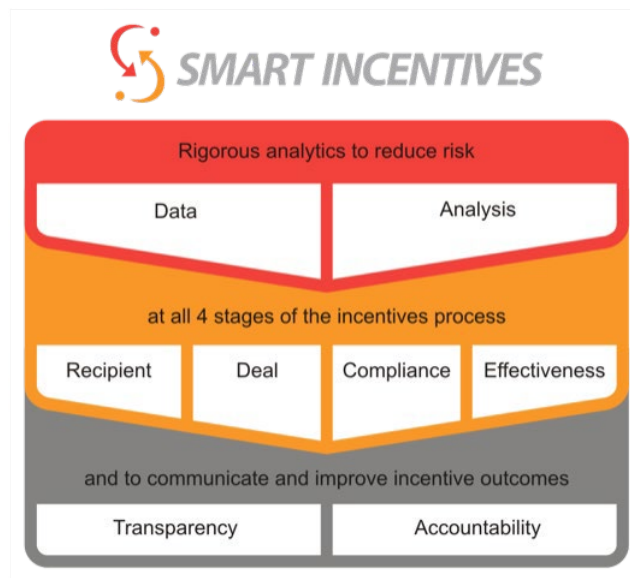 SMART INCENTIVES
Rigorous analytics to reduce risk
Data
Analysis
at all 4 stages of the incentives process
Recipient
Deal
Compliance
Effectiveness
and to communicate and improve incentive outcomes
Transparency
Accountability